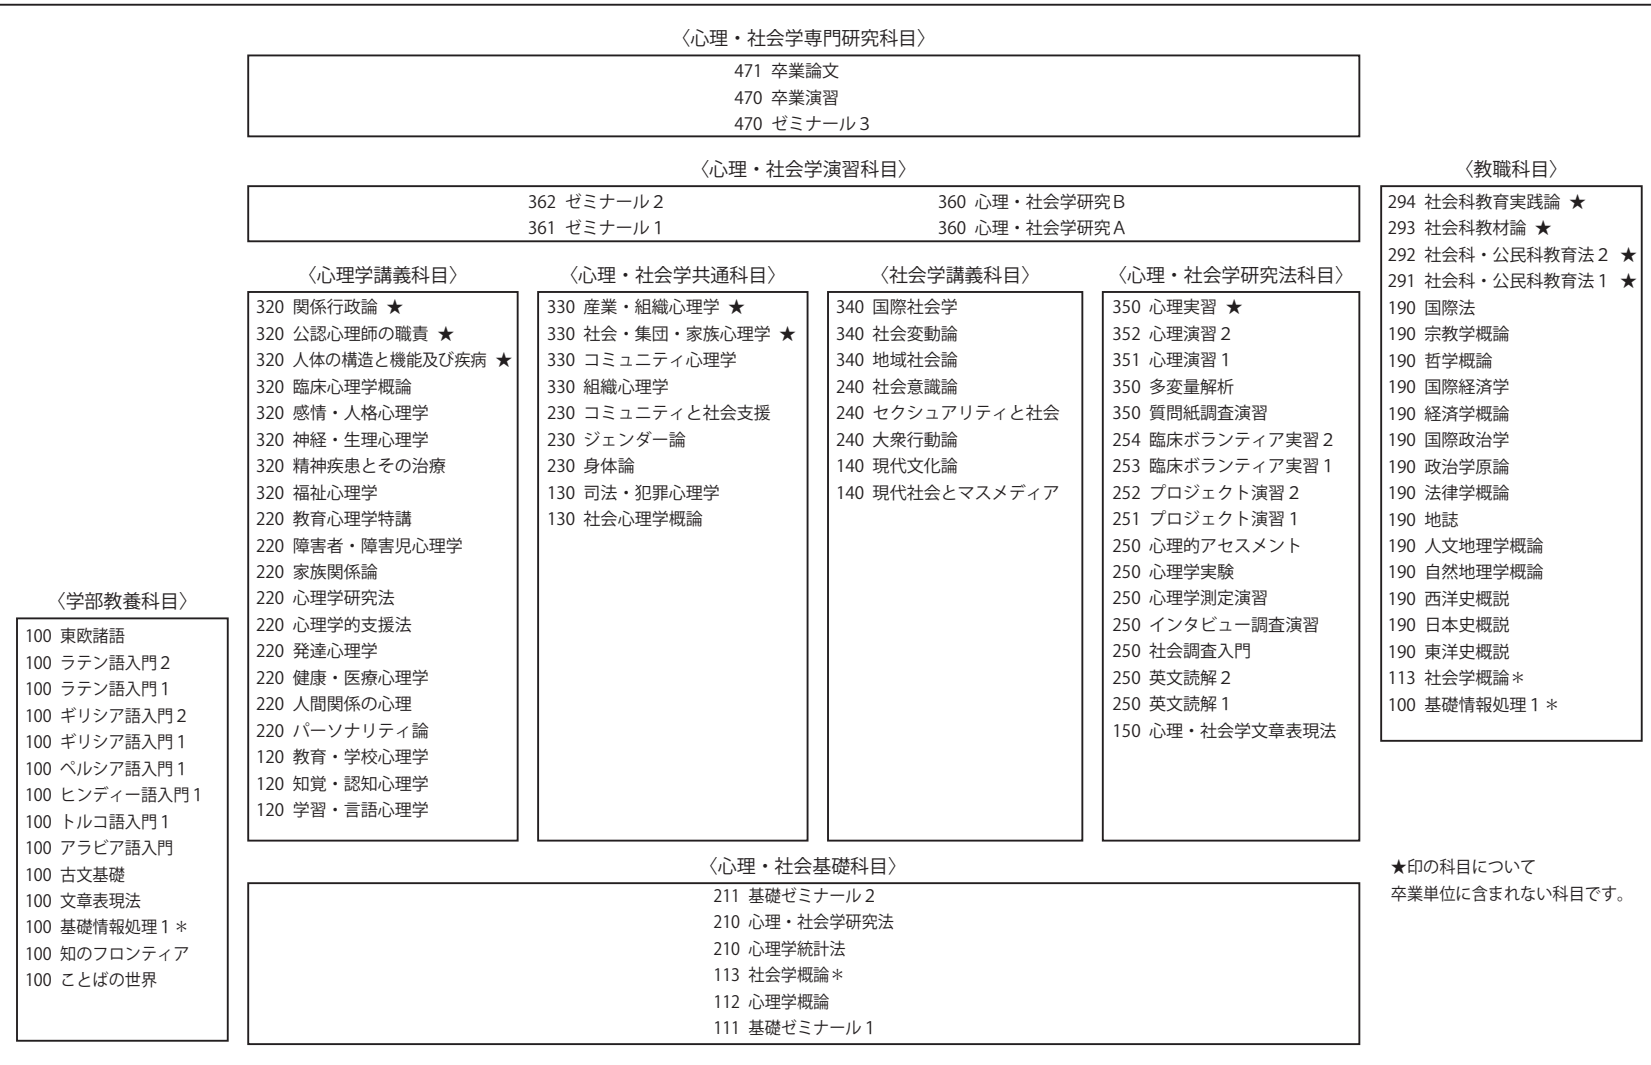 〈心理・社会学専門研究科目〉
471 卒業論文
470 卒業演習
470 ゼミナール３
〈心理・社会学演習科目〉
362 ゼミナール２
361 ゼミナール１
360 心理・社会学研究Ｂ
360 心理・社会学研究Ａ
〈心理学講義科目〉
320 関係行政論 ★
320 公認心理師の職責 ★
320 人体の構造と機能及び疾病 ★
320 臨床心理学概論
320 感情・人格心理学
320 神経・生理心理学
320 精神疾患とその治療
320 福祉心理学
220 教育心理学特講
220 障害者・障害児心理学
220 家族関係論
220 心理学研究法
220 心理学的支援法
220 発達心理学
220 健康・医療心理学
220 人間関係の心理
220 パーソナリティ論
120 教育・学校心理学
120 知覚・認知心理学
120 学習・言語心理学
〈心理・社会学共通科目〉
330 産業・組織心理学 ★
330 社会・集団・家族心理学 ★
330 コミュニティ心理学
330 組織心理学
230 コミュニティと社会支援
230 ジェンダー論
230 身体論
130 司法・犯罪心理学
130 社会心理学概論
〈社会学講義科目〉
340 国際社会学
340 社会変動論
340 地域社会論
240 社会意識論
240 セクシュアリティと社会
240 大衆行動論
140 現代文化論
140 現代社会とマスメディア
〈心理・社会学研究法科目〉
350 心理実習 ★
352 心理演習２
351 心理演習１
350 多変量解析
350 質問紙調査演習
254 臨床ボランティア実習２
253 臨床ボランティア実習１
252 プロジェクト演習２
251 プロジェクト演習１
250 心理的アセスメント
250 心理学実験
250 心理学測定演習
250 インタビュー調査演習
250 社会調査入門
250 英文読解２
250 英文読解１
150 心理・社会学文章表現法
〈教職科目〉
294 社会科教育実践論 ★
293 社会科教材論 ★
292 社会科・公民科教育法２ ★
291 社会科・公民科教育法１ ★
190 国際法
190 宗教学概論
190 哲学概論
190 国際経済学
190 経済学概論
190 国際政治学
190 政治学原論
190 法律学概論
190 地誌
190 人文地理学概論
190 自然地理学概論
190 西洋史概説
190 日本史概説
190 東洋史概説
113 社会学概論＊
100 基礎情報処理１＊
〈学部教養科目〉
100 東欧諸語
100 ラテン語入門２
100 ラテン語入門１
100 ギリシア語入門２
100 ギリシア語入門１
100 ペルシア語入門１
100 ヒンディー語入門１
100 トルコ語入門１
100 アラビア語入門
100 古文基礎
100 文章表現法
100 基礎情報処理１＊
100 知のフロンティア
100 ことばの世界
〈心理・社会基礎科目〉
211 基礎ゼミナール２
210 心理・社会学研究法
210 心理学統計法
113 社会学概論＊
112 心理学概論
111 基礎ゼミナール１
★印の科目について
卒業単位に含まれない科目です。